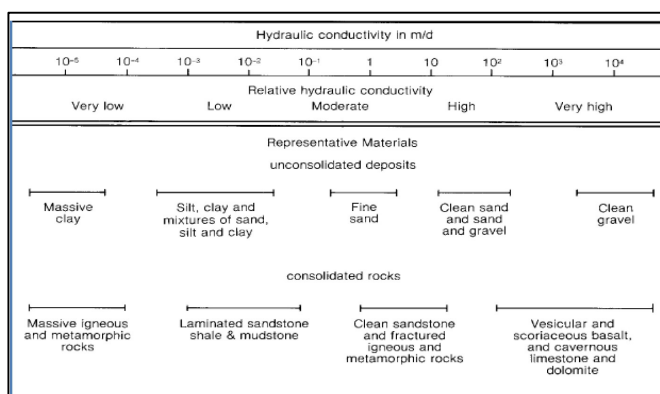 Hydraulic conductivity in m/d
10⁻⁵ 10⁻⁴ 10⁻³ 10⁻² 10⁻¹ 1 10 10² 10³ 10⁴
Relative hydraulic conductivity
Very low Low Moderate High Very high
Representative Materials
unconsolidated deposits
Massive
clay
Silt, clay and
mixtures of sand,
silt and clay
Fine
sand
Clean sand
and sand
and gravel
Clean
gravel
consolidated rocks
Massive igneous
and metamorphic
rocks
Laminated sandstone
shale & mudstone
Clean sandstone
and fractured
igneous and
metamorphic rocks
Vesicular and
scoriaceous basalt,
and cavernous
limestone and
dolomite